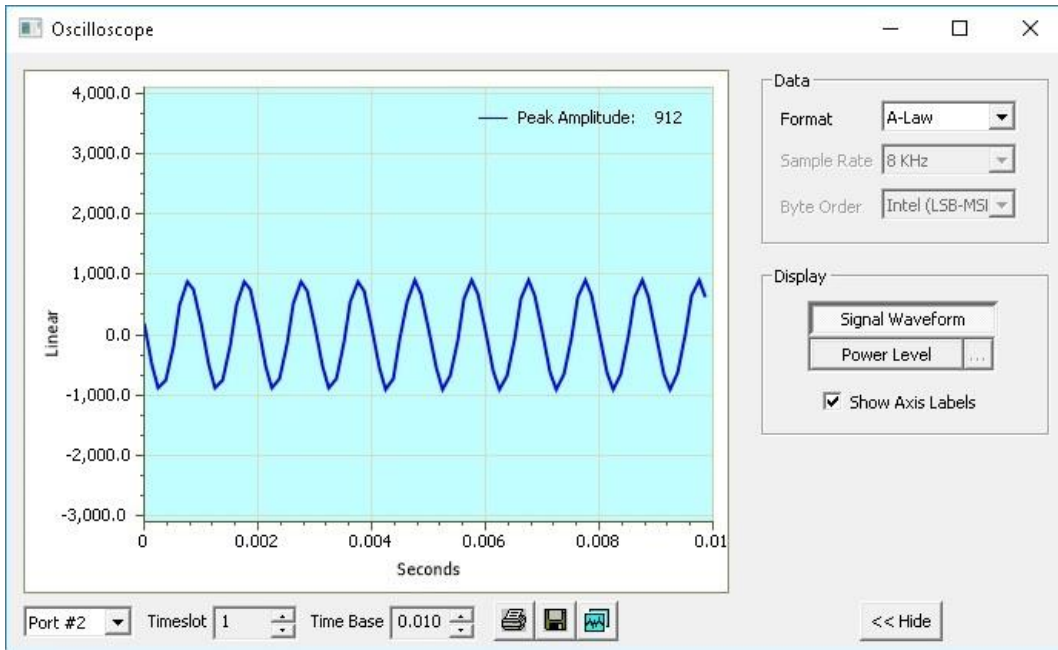 Oscilloscope
4,000.0
3,000.0
2,000.0
1,000.0
0.0
-1,000.0
-2,000.0
-3,000.0
Linear
Peak Amplitude: 912
0 0.002 0.004 0.006 0.008 0.01
Seconds
Data
Format A-Law
Sample Rate 8 KHz
Byte Order Intel (LSB-MSI
Display
Signal Waveform
Power Level ...
Show Axis Labels
Port #2 Timeslot 1 Time Base 0.010 << Hide